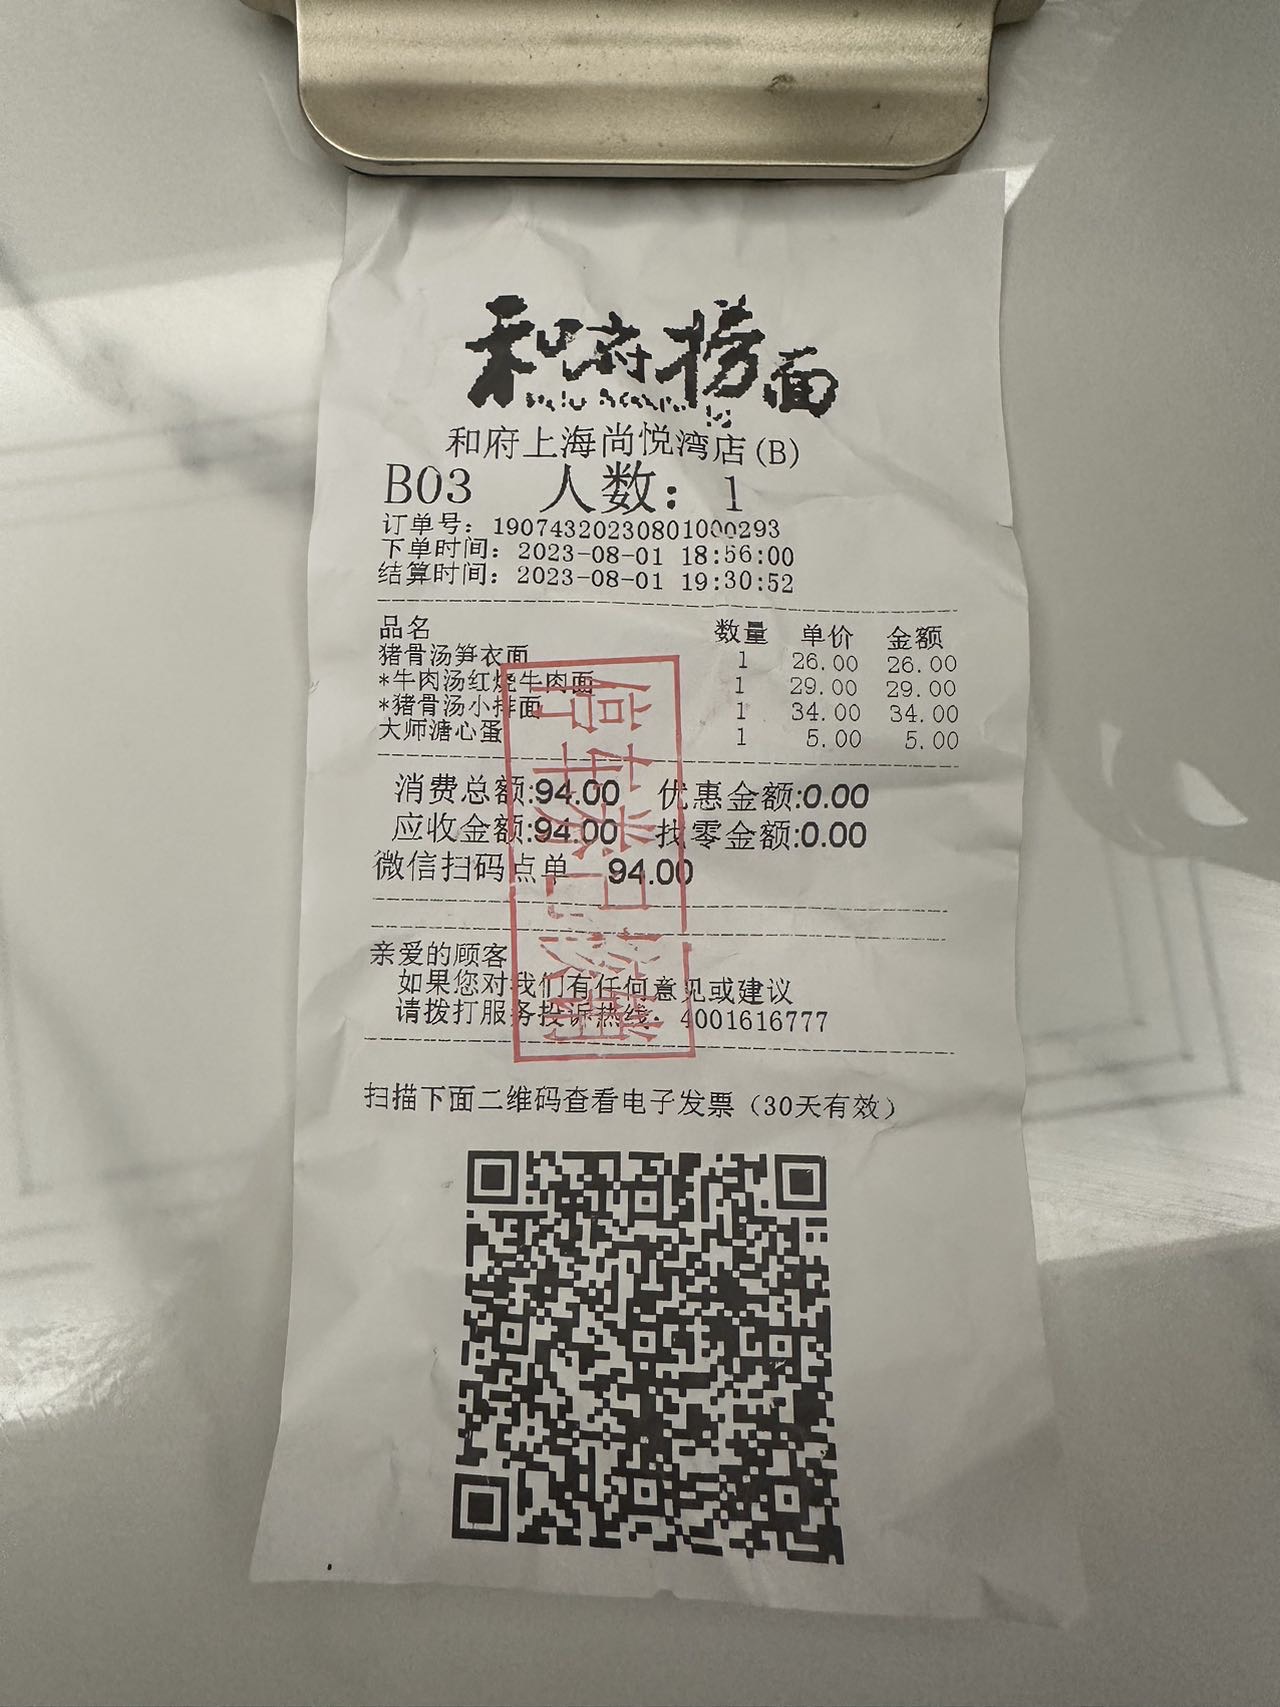 和府捞面
和府上海尚悦湾店(B)
B03 人数：1
订单号：19074320230801000293
下单时间：2023-08-01 18:56:00
结算时间：2023-08-01 19:30:52
品名 数量 单价 金额
猪骨汤笋衣面 1 26.00 26.00
*牛肉汤红烧牛肉面 1 29.00 29.00
*猪骨汤小排面 1 34.00 34.00
大师溏心蛋 1 5.00 5.00
消费总额:94.00 优惠金额:0.00
应收金额:94.00 找零金额:0.00
微信扫码点单 94.00
亲爱的顾客
如果您对我们有任何意见或建议
请拨打服务投诉热线：4001616777
扫描下面二维码查看电子发票（30天有效）